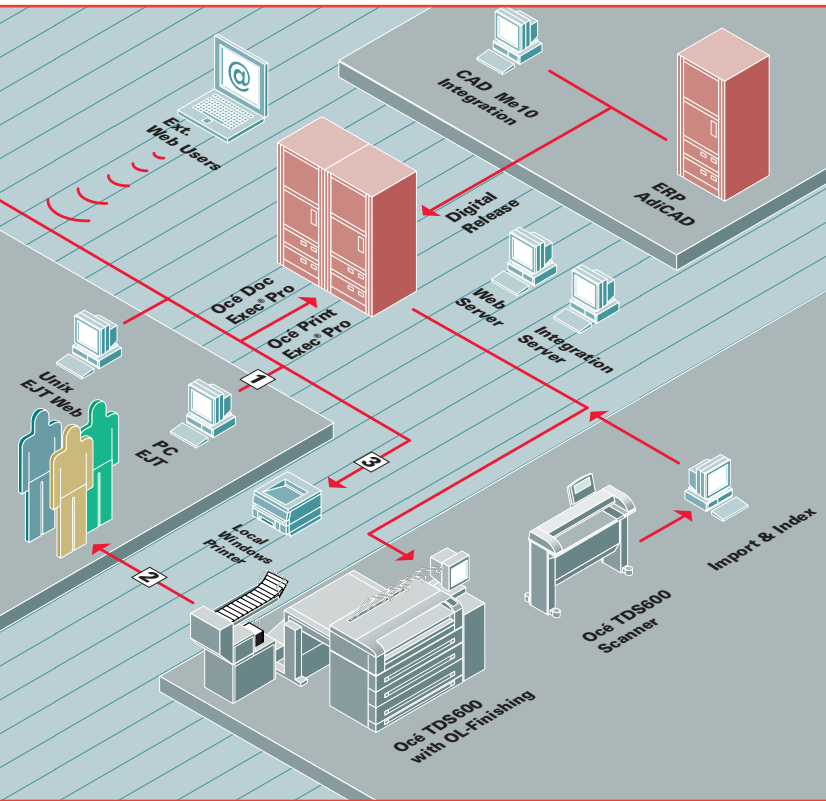 @
CAD Me10
Integration
Ext.
Web Users
ERP
AdiCAD
Digital
Release
Océ Doc
Exec® Pro
Océ Print
Exec® Pro
Web
Server
Integration
Server
Unix
EJT Web
1
PC
EJT
3
Local
Windows
Printer
2
Import & Index
Océ TDS600
Scanner
Océ TDS600
with OL-Finishing